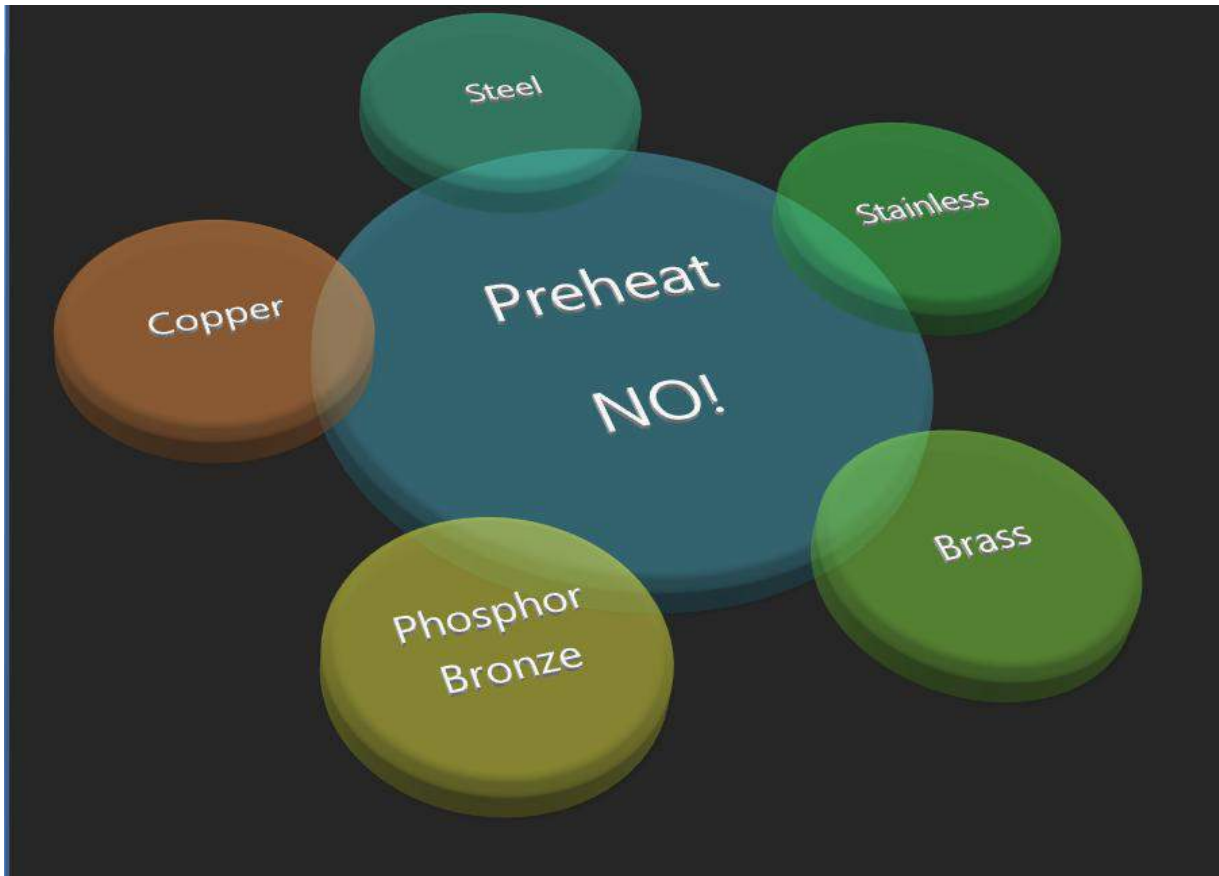 Steel
Stainless
Copper
Preheat
NO!
Brass
Phosphor
Bronze